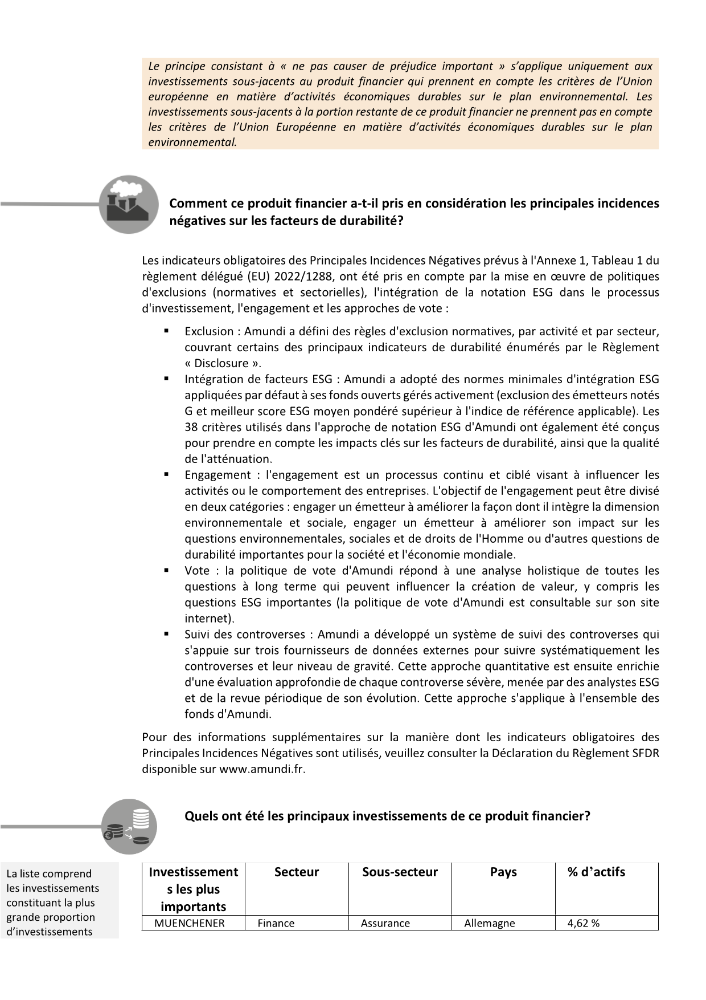 Le principe consistant à « ne pas causer de préjudice important » s’applique uniquement aux
investissements sous-jacents au produit financier qui prennent en compte les critères de l’Union
européenne en matière d’activités économiques durables sur le plan environnemental. Les
investissements sous-jacents à la portion restante de ce produit financier ne prennent pas en compte
les critères de l’Union Européenne en matière d’activités économiques durables sur le plan
environnemental.
Comment ce produit financier a-t-il pris en considération les principales incidences
négatives sur les facteurs de durabilité?
Les indicateurs obligatoires des Principales Incidences Négatives prévus à l'Annexe 1, Tableau 1 du
règlement délégué (EU) 2022/1288, ont été pris en compte par la mise en œuvre de politiques
d'exclusions (normatives et sectorielles), l'intégration de la notation ESG dans le processus
d'investissement, l'engagement et les approches de vote :
▪ Exclusion : Amundi a défini des règles d'exclusion normatives, par activité et par secteur,
couvrant certains des principaux indicateurs de durabilité énumérés par le Règlement
« Disclosure ».
▪ Intégration de facteurs ESG : Amundi a adopté des normes minimales d'intégration ESG
appliquées par défaut à ses fonds ouverts gérés activement (exclusion des émetteurs notés
G et meilleur score ESG moyen pondéré supérieur à l'indice de référence applicable). Les
38 critères utilisés dans l'approche de notation ESG d'Amundi ont également été conçus
pour prendre en compte les impacts clés sur les facteurs de durabilité, ainsi que la qualité
de l'atténuation.
▪ Engagement : l'engagement est un processus continu et ciblé visant à influencer les
activités ou le comportement des entreprises. L'objectif de l'engagement peut être divisé
en deux catégories : engager un émetteur à améliorer la façon dont il intègre la dimension
environnementale et sociale, engager un émetteur à améliorer son impact sur les
questions environnementales, sociales et de droits de l'Homme ou d'autres questions de
durabilité importantes pour la société et l'économie mondiale.
▪ Vote : la politique de vote d'Amundi répond à une analyse holistique de toutes les
questions à long terme qui peuvent influencer la création de valeur, y compris les
questions ESG importantes (la politique de vote d'Amundi est consultable sur son site
internet).
▪ Suivi des controverses : Amundi a développé un système de suivi des controverses qui
s'appuie sur trois fournisseurs de données externes pour suivre systématiquement les
controverses et leur niveau de gravité. Cette approche quantitative est ensuite enrichie
d'une évaluation approfondie de chaque controverse sévère, menée par des analystes ESG
et de la revue périodique de son évolution. Cette approche s'applique à l'ensemble des
fonds d'Amundi.
Pour des informations supplémentaires sur la manière dont les indicateurs obligatoires des
Principales Incidences Négatives sont utilisés, veuillez consulter la Déclaration du Règlement SFDR
disponible sur www.amundi.fr.
Quels ont été les principaux investissements de ce produit financier?
La liste comprend
les investissements
constituant la plus
grande proportion
d’investissements
Investissement
s les plus
importants
Secteur
Sous-secteur
Pays
% d’actifs
MUENCHENER
Finance
Assurance
Allemagne
4,62 %